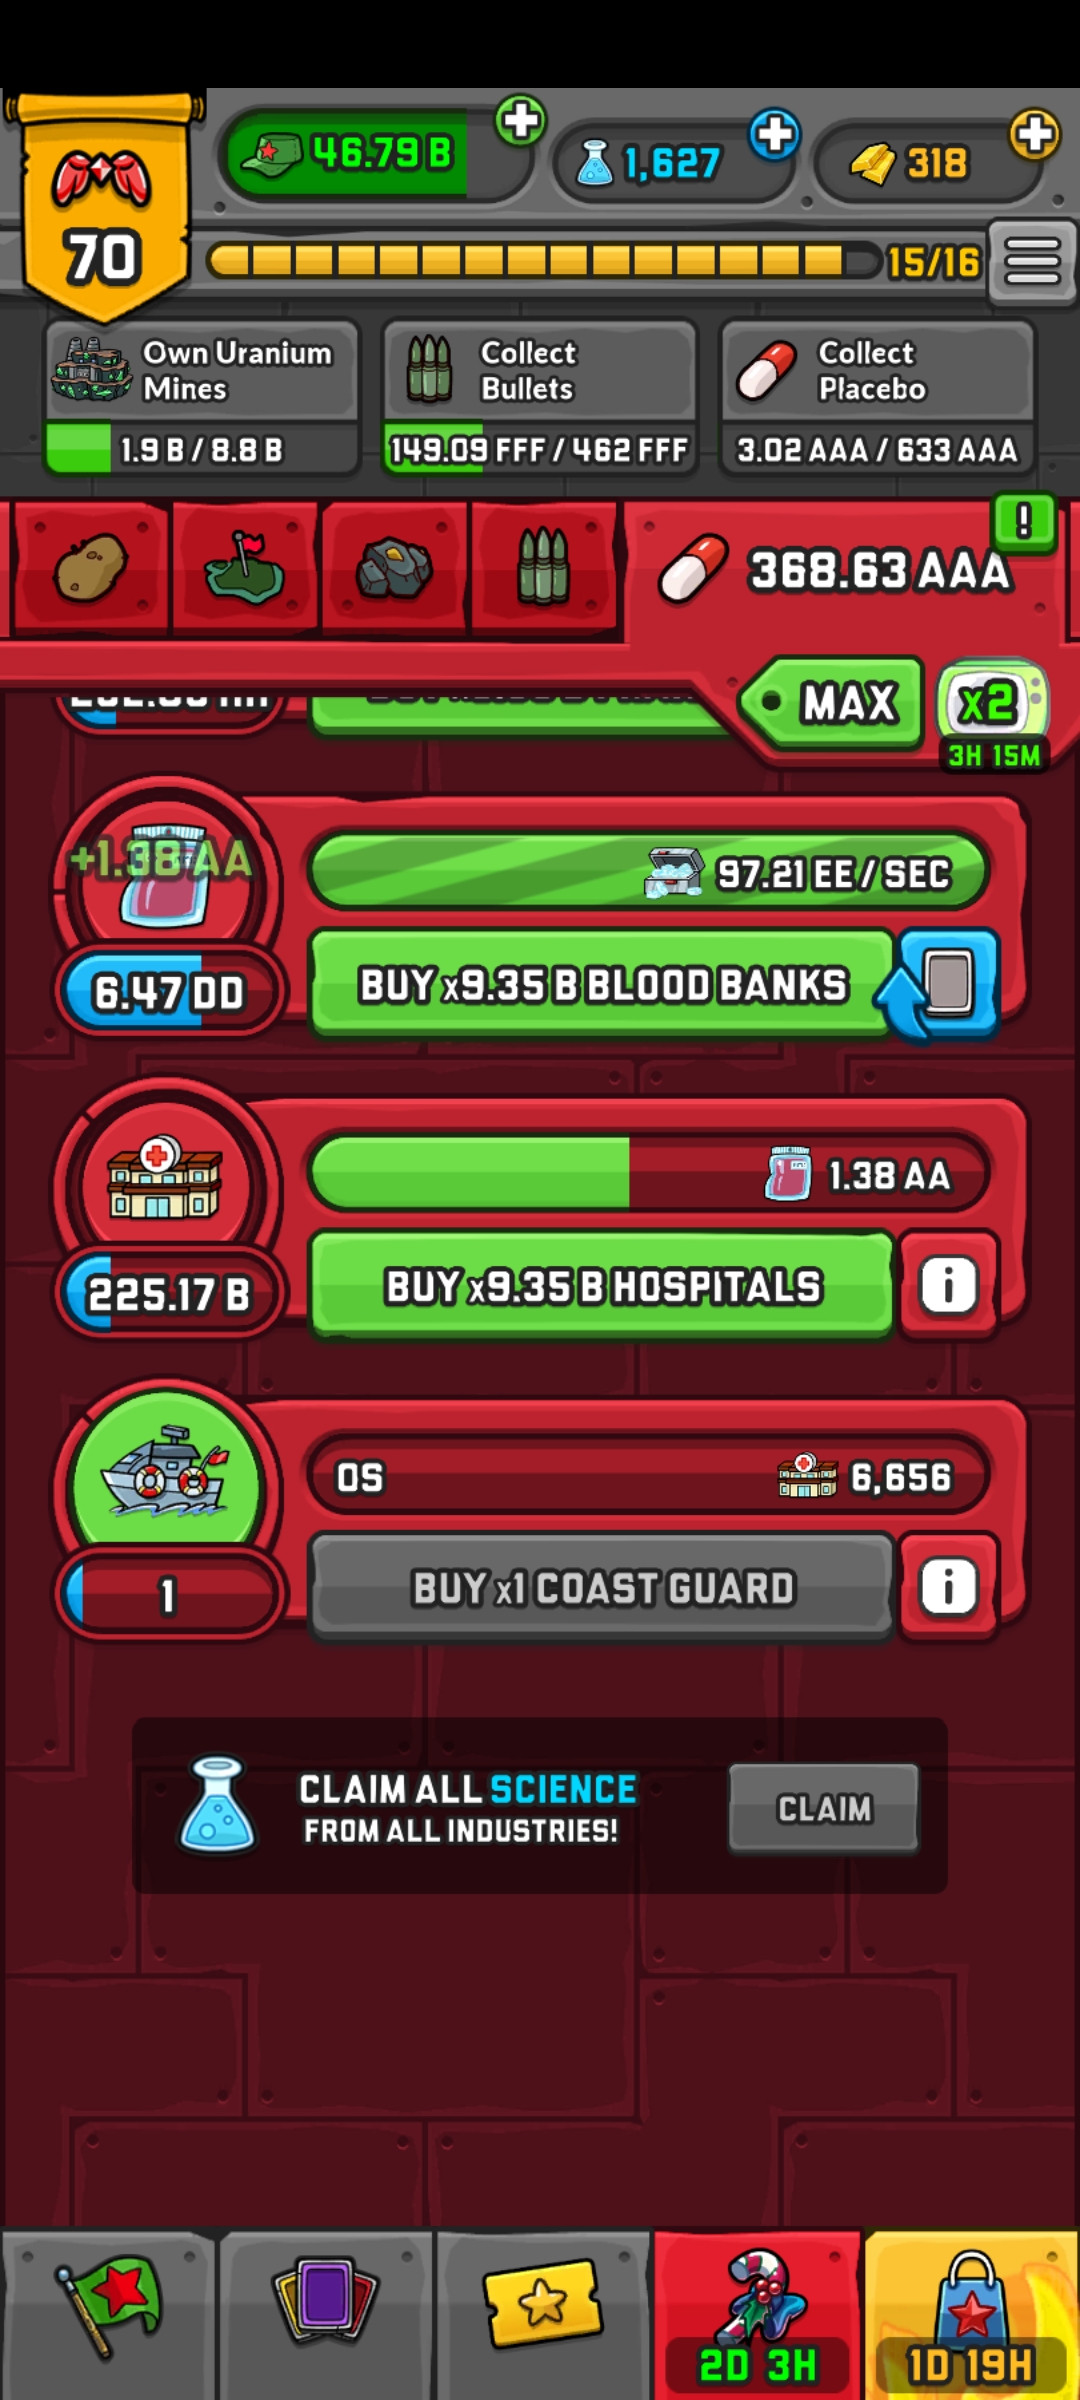 46.79 B
1,627
318
70
15/16
Own Uranium
Mines
1.9 B / 8.8 B
Collect
Bullets
149.09 FFF / 462 FFF
Collect
Placebo
3.02 AAA / 633 AAA
!
368.63 AAA
MAX
x2
3H 15M
+1.38 AA
97.21 EE / SEC
6.47 DD
BUY x9.35 B BLOOD BANKS
1.38 AA
225.17 B
BUY x9.35 B HOSPITALS
i
0S
6,656
1
BUY x1 COAST GUARD
i
CLAIM ALL SCIENCE
FROM ALL INDUSTRIES!
CLAIM
2D 3H
1D 19H